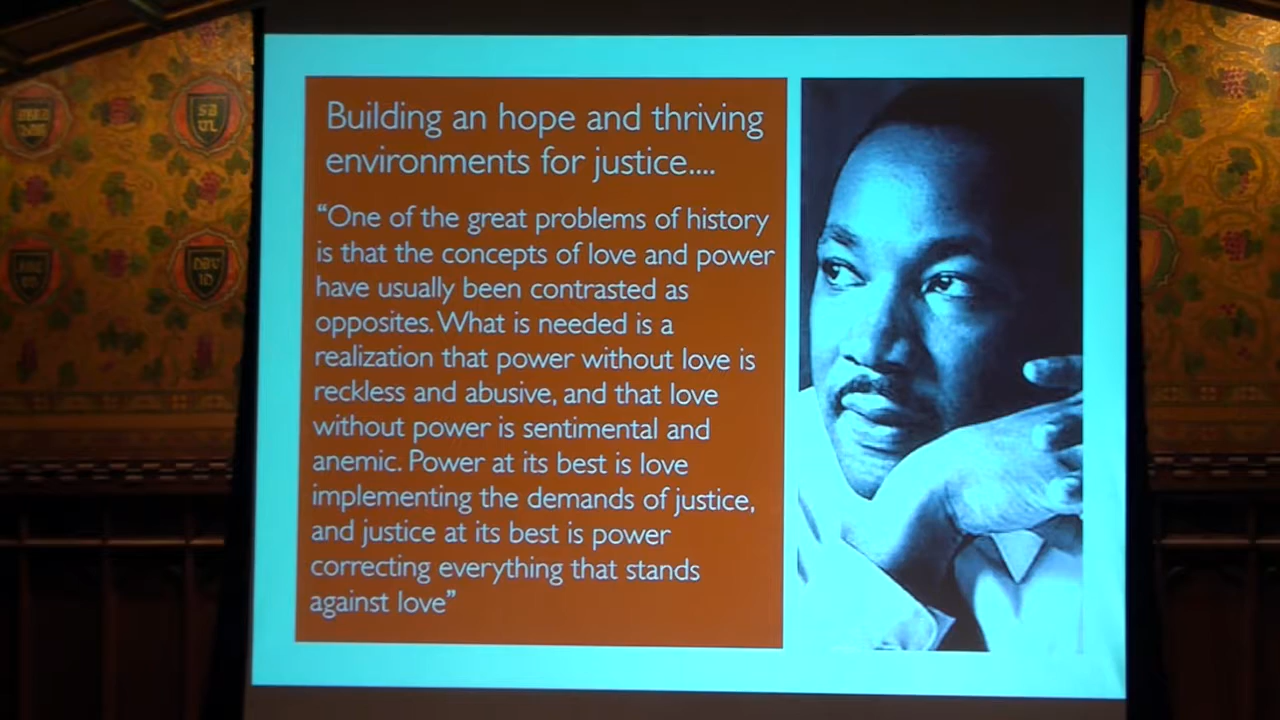 Building an hope and thriving
environments for justice....
“One of the great problems of history
is that the concepts of love and power
have usually been contrasted as
opposites. What is needed is a
realization that power without love is
reckless and abusive, and that love
without power is sentimental and
anemic. Power at its best is love
implementing the demands of justice,
and justice at its best is power
correcting everything that stands
against love”